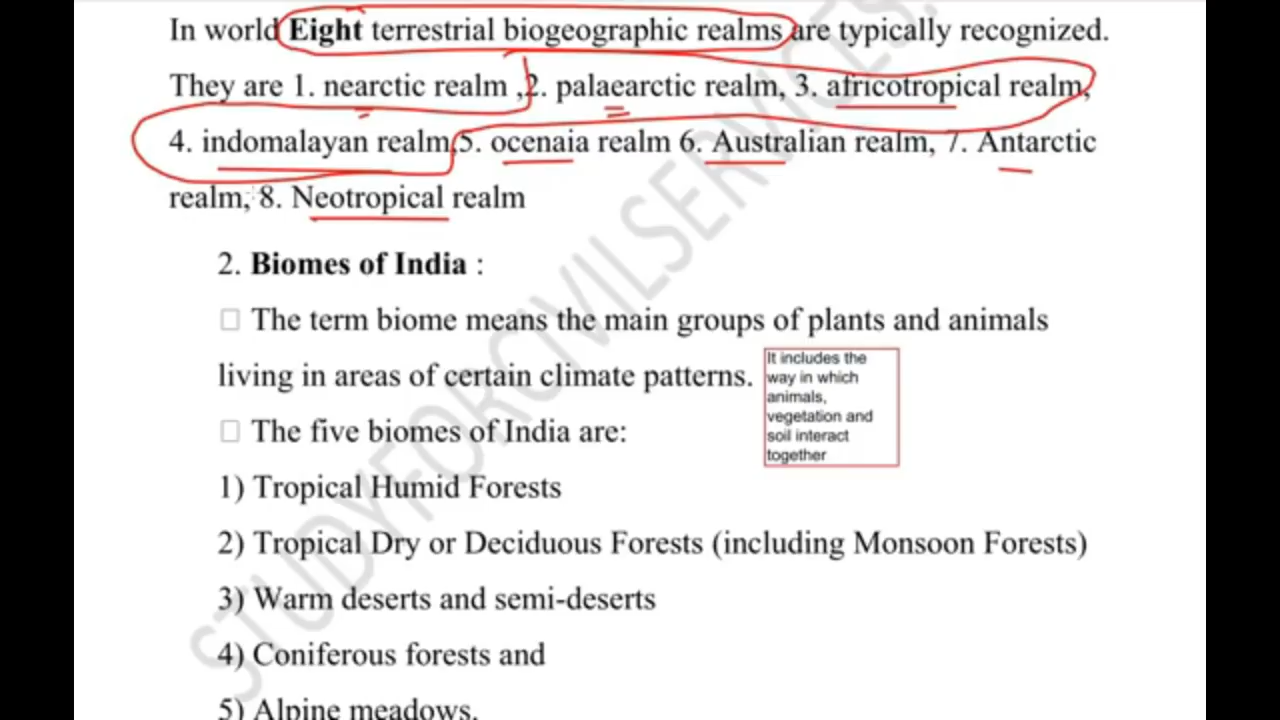 In world Eight terrestrial biogeographic realms are typically recognized.
They are 1. nearctic realm ,2. palaearctic realm, 3. africotropical realm,
4. indomalayan realm,5. ocenaia realm 6. Australian realm, 7. Antarctic
realm, 8. Neotropical realm
2. Biomes of India :
□ The term biome means the main groups of plants and animals
living in areas of certain climate patterns.
It includes the
way in which
animals,
vegetation and
soil interact
together
□ The five biomes of India are:
1) Tropical Humid Forests
2) Tropical Dry or Deciduous Forests (including Monsoon Forests)
3) Warm deserts and semi-deserts
4) Coniferous forests and
5) Alpine meadows.
STUDYFORCIVILSERVICES.